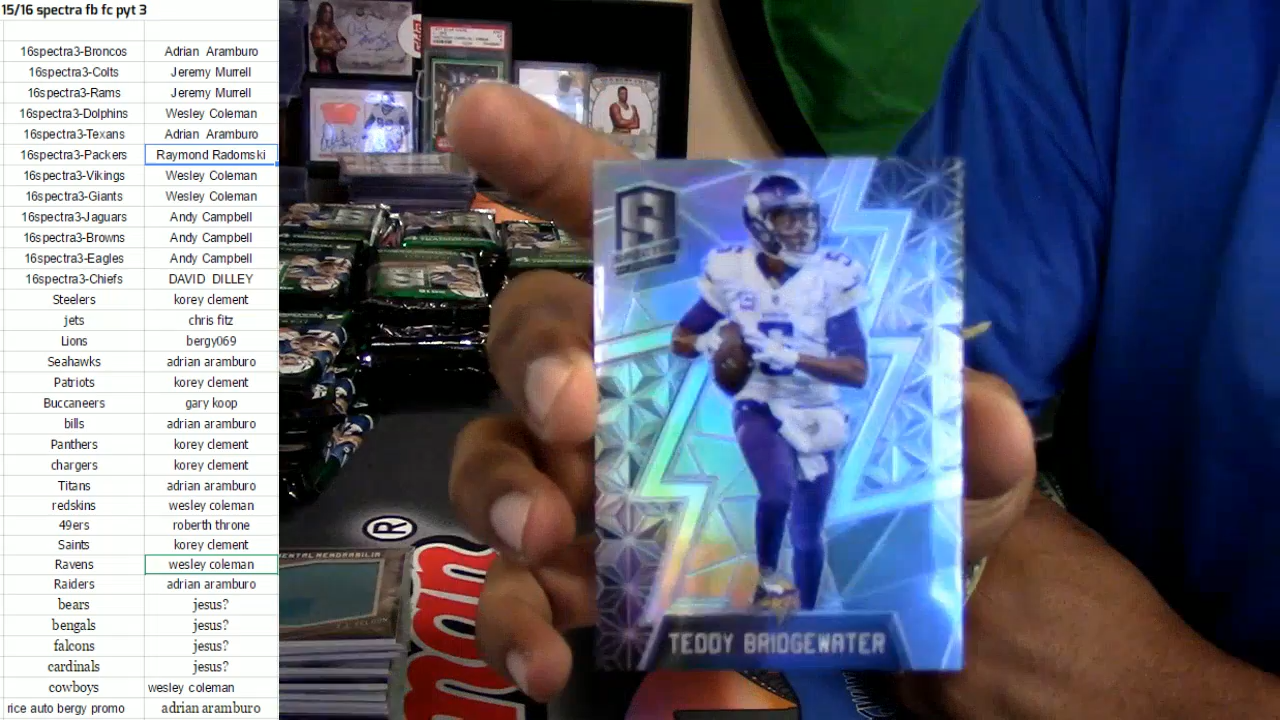 15/16 spectra fb fc pyt 3
16spectra3-Broncos Adrian Aramburo
16spectra3-Colts Jeremy Murrell
16spectra3-Rams Jeremy Murrell
16spectra3-Dolphins Wesley Coleman
16spectra3-Texans Adrian Aramburo
16spectra3-Packers Raymond Radomski
16spectra3-Vikings Wesley Coleman
16spectra3-Giants Wesley Coleman
16spectra3-Jaguars Andy Campbell
16spectra3-Browns Andy Campbell
16spectra3-Eagles Andy Campbell
16spectra3-Chiefs DAVID DILLEY
Steelers korey clement
jets chris fitz
Lions bergy069
Seahawks adrian aramburo
Patriots korey clement
Buccaneers gary koop
bills adrian aramburo
Panthers korey clement
chargers korey clement
Titans adrian aramburo
redskins wesley coleman
49ers roberth throne
Saints korey clement
Ravens wesley coleman
Raiders adrian aramburo
bears jesus?
bengals jesus?
falcons jesus?
cardinals jesus?
cowboys wesley coleman
rice auto bergy promo adrian aramburo
5
TEDDY BRIDGEWATER
®
MEMORABILIA